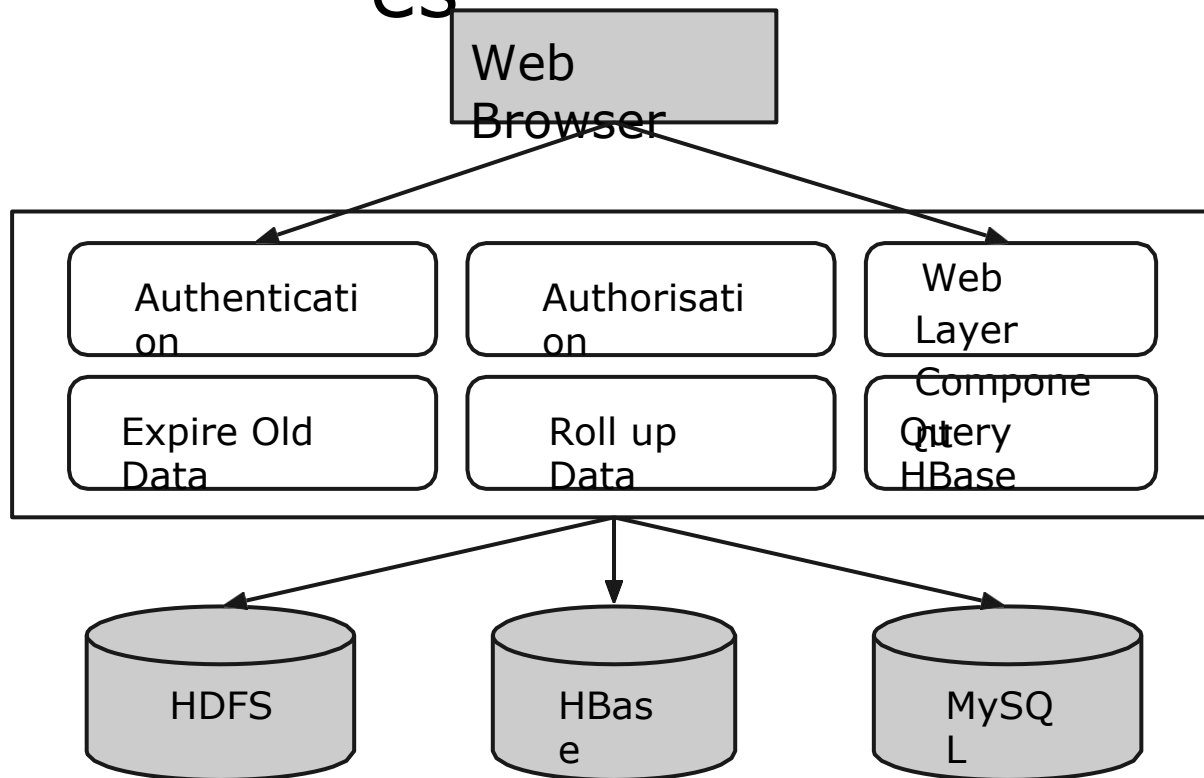 es
Web
Browser
Authenticati
on
Authorisati
on
Web
Layer
Compone
nt
Expire Old
Data
Roll up
Data
Query
HBase
HDFS
HBas
e
MySQ
L